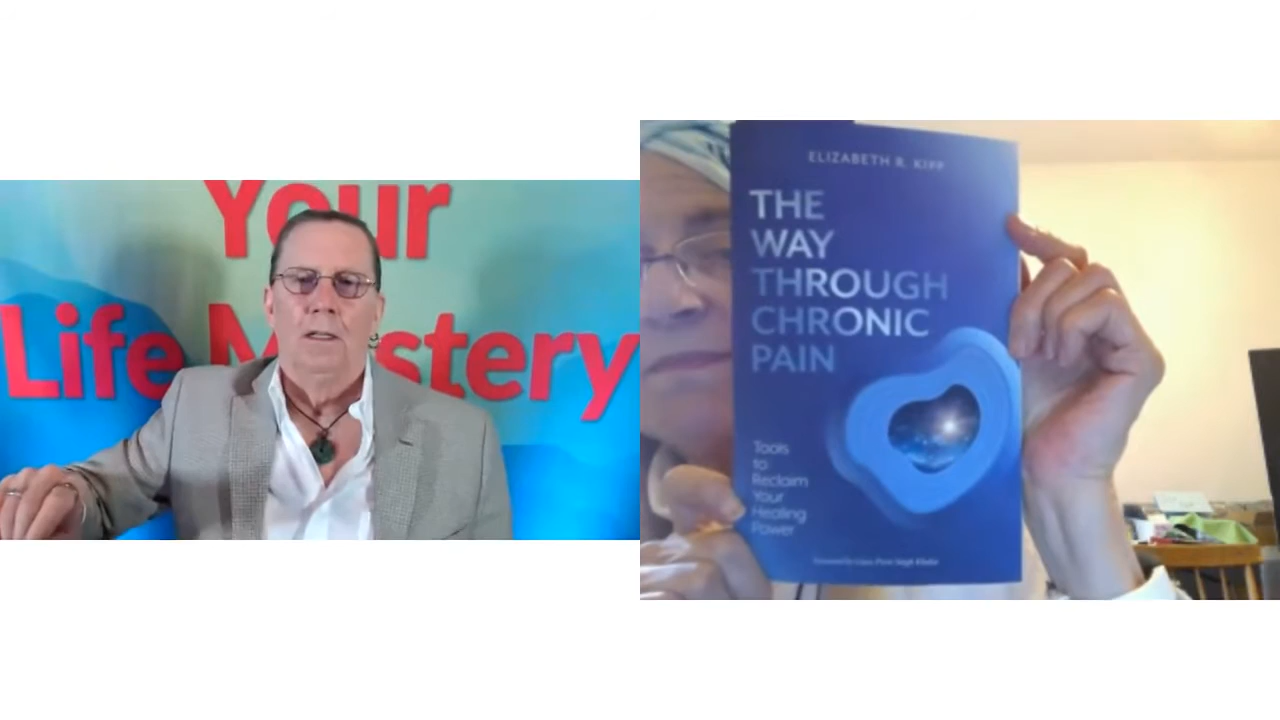 Your
Life Mastery
ELIZABETH R. KIPP
THE
WAY
THROUGH
CHRONIC
PAIN
Tools
to
Reclaim
Your
Healing
Power